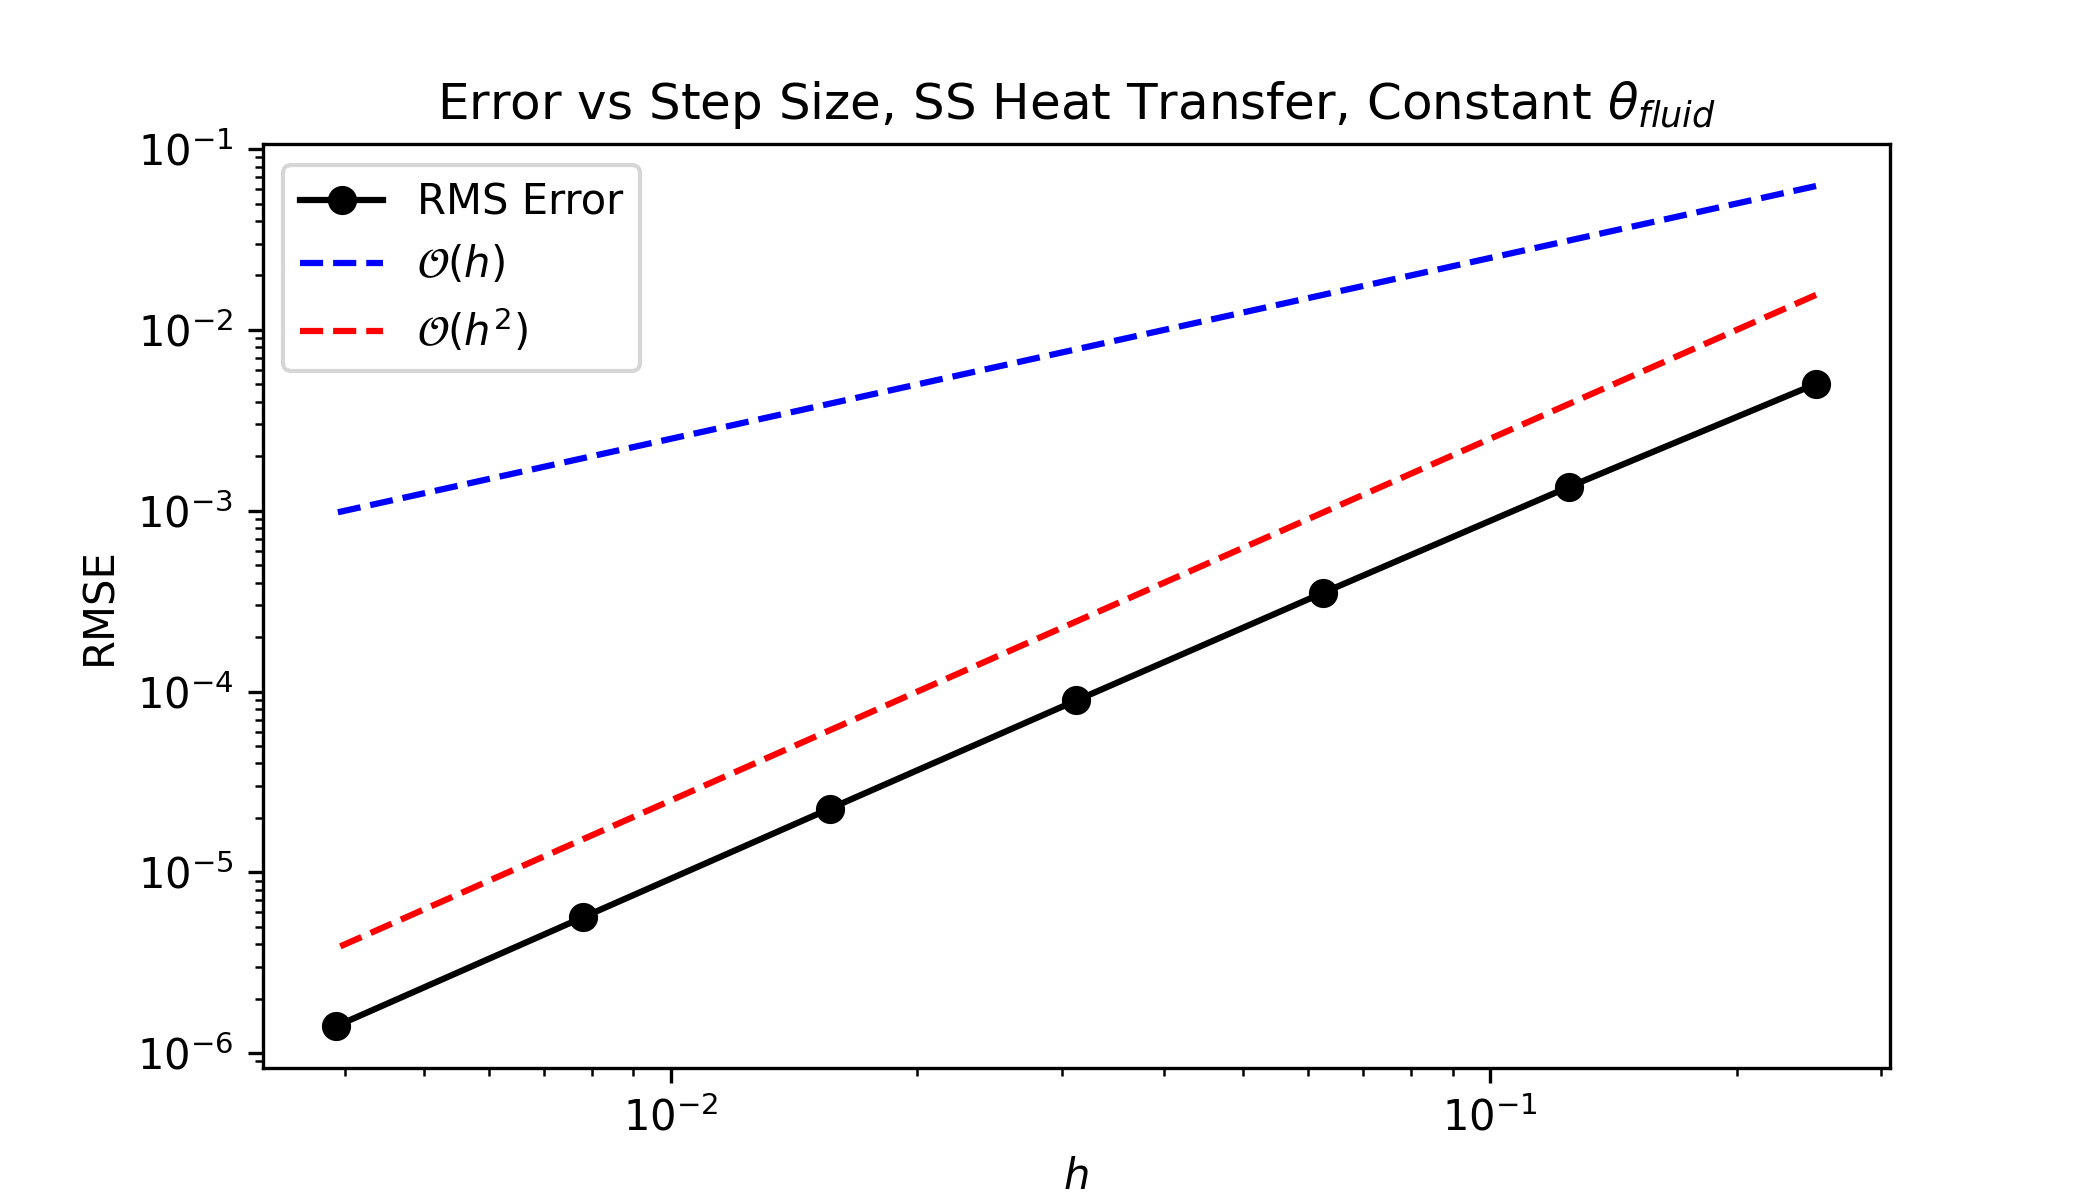 Error vs Step Size, SS Heat Transfer, Constant θ_fluid
RMS Error
𝒪(h)
𝒪(h²)
10⁻¹
10⁻²
10⁻³
10⁻⁴
10⁻⁵
10⁻⁶
RMSE
10⁻² 10⁻¹
h